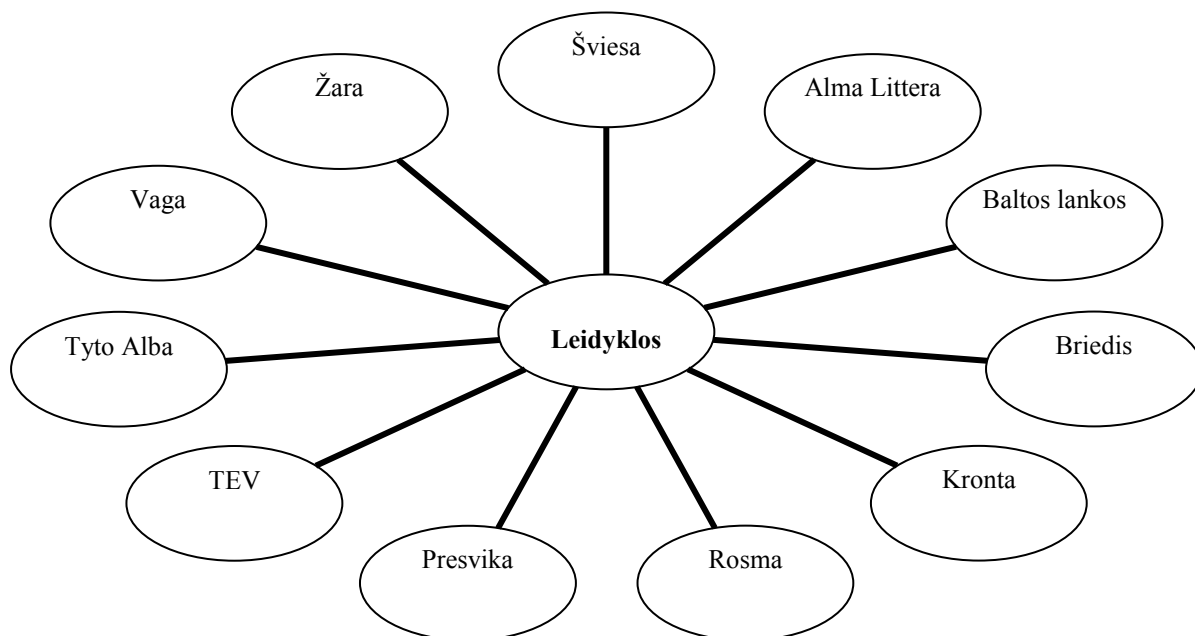 Šviesa
Žara
Alma Littera
Vaga
Baltos lankos
Leidyklos
Tyto Alba
Briedis
TEV
Kronta
Presvika
Rosma